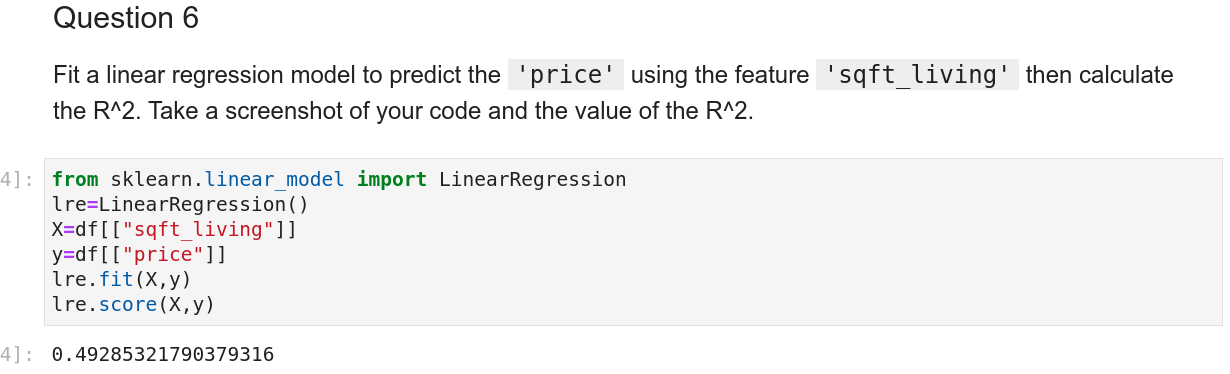 Question 6
Fit a linear regression model to predict the 'price' using the feature 'sqft_living' then calculate
the R^2. Take a screenshot of your code and the value of the R^2.
4]: from sklearn.linear_model import LinearRegression
lre=LinearRegression()
X=df[["sqft_living"]]
y=df[["price"]]
lre.fit(X,y)
lre.score(X,y)
4]: 0.49285321790379316